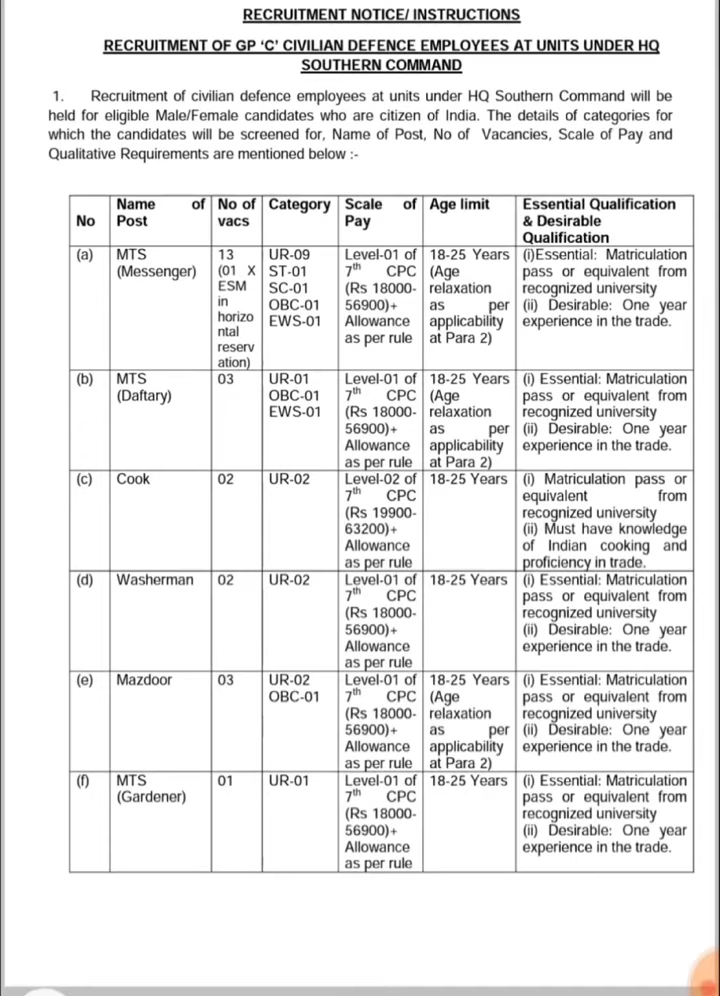 RECRUITMENT NOTICE/ INSTRUCTIONS
RECRUITMENT OF GP 'C' CIVILIAN DEFENCE EMPLOYEES AT UNITS UNDER HQ
SOUTHERN COMMAND
1. Recruitment of civilian defence employees at units under HQ Southern Command will be
held for eligible Male/Female candidates who are citizen of India. The details of categories for
which the candidates will be screened for, Name of Post, No of Vacancies, Scale of Pay and
Qualitative Requirements are mentioned below :-
No
Name of
Post
No of
vacs
Category
Scale of
Pay
Age limit
Essential Qualification
& Desirable
Qualification
(a)
MTS
(Messenger)
13
(01 X
ESM
in
horizo
ntal
reserv
ation)
UR-09
ST-01
SC-01
OBC-01
EWS-01
Level-01 of
7th CPC
(Rs 18000-
56900)+
Allowance
as per rule
18-25 Years
(Age
relaxation
as per
applicability
at Para 2)
(i)Essential: Matriculation
pass or equivalent from
recognized university
(ii) Desirable: One year
experience in the trade.
(b)
MTS
(Daftary)
03
UR-01
OBC-01
EWS-01
Level-01 of
7th CPC
(Rs 18000-
56900)+
Allowance
as per rule
18-25 Years
(Age
relaxation
as per
applicability
at Para 2)
(i) Essential: Matriculation
pass or equivalent from
recognized university
(ii) Desirable: One year
experience in the trade.
(c)
Cook
02
UR-02
Level-02 of
7th CPC
(Rs 19900-
63200)+
Allowance
as per rule
18-25 Years
(i) Matriculation pass or
equivalent from
recognized university
(ii) Must have knowledge
of Indian cooking and
proficiency in trade.
(d)
Washerman
02
UR-02
Level-01 of
7th CPC
(Rs 18000-
56900)+
Allowance
as per rule
18-25 Years
(i) Essential: Matriculation
pass or equivalent from
recognized university
(ii) Desirable: One year
experience in the trade.
(e)
Mazdoor
03
UR-02
OBC-01
Level-01 of
7th CPC
(Rs 18000-
56900)+
Allowance
as per rule
18-25 Years
(Age
relaxation
as per
applicability
at Para 2)
(i) Essential: Matriculation
pass or equivalent from
recognized university
(ii) Desirable: One year
experience in the trade.
(f)
MTS
(Gardener)
01
UR-01
Level-01 of
7th CPC
(Rs 18000-
56900)+
Allowance
as per rule
18-25 Years
(i) Essential: Matriculation
pass or equivalent from
recognized university
(ii) Desirable: One year
experience in the trade.